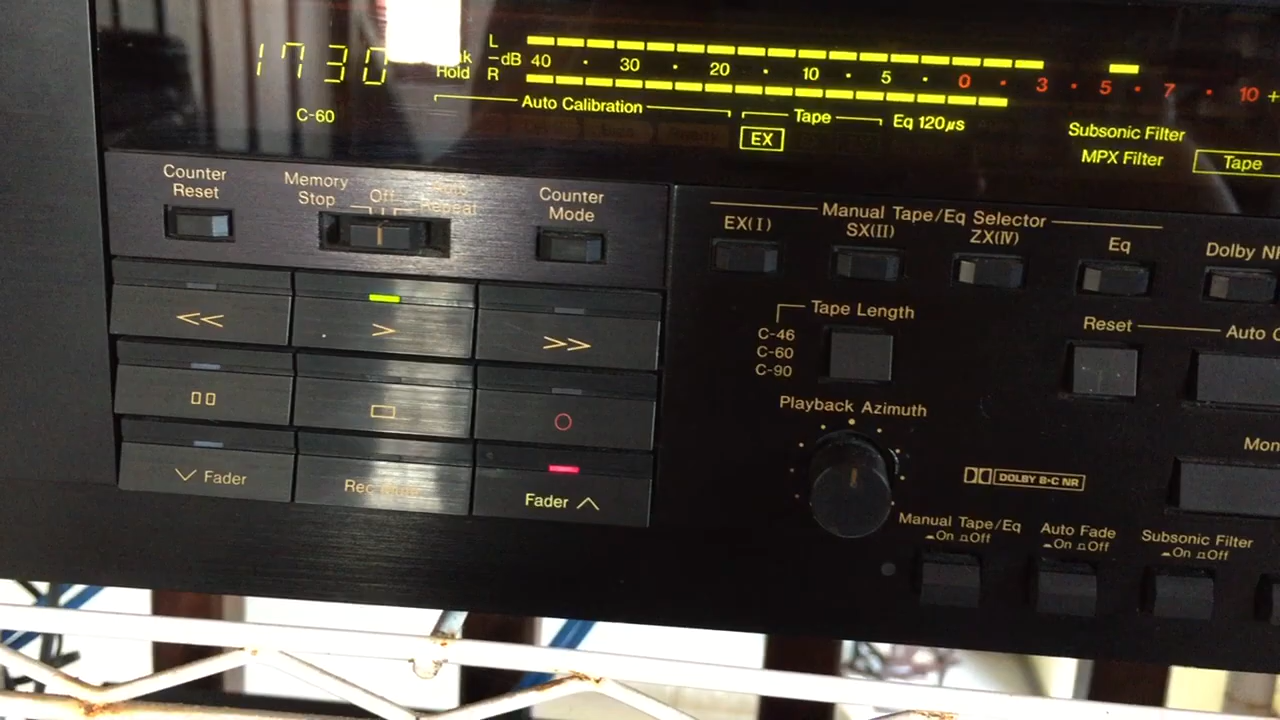 1730
Hold
L
-dB 40 · 30 · 20 · 10 · 5 · 0 · 3 · 5 · 7 · 10 +
R
C-60
Auto Calibration
Tape
EX
Eq 120µs
Subsonic Filter
MPX Filter
Tape
Counter
Reset
Memory
Stop
Off
Repeat
Counter
Mode
Manual Tape/Eq Selector
EX(I)
SX(II)
ZX(IV)
Eq
Dolby
<<
>
>>
Fader
Rec
Fader
Tape Length
C-46
C-60
C-90
Reset
Auto
Playback Azimuth
DOLBY B·C NR
Manual Tape/Eq
On Off
Auto Fade
On Off
Subsonic Filter
On Off